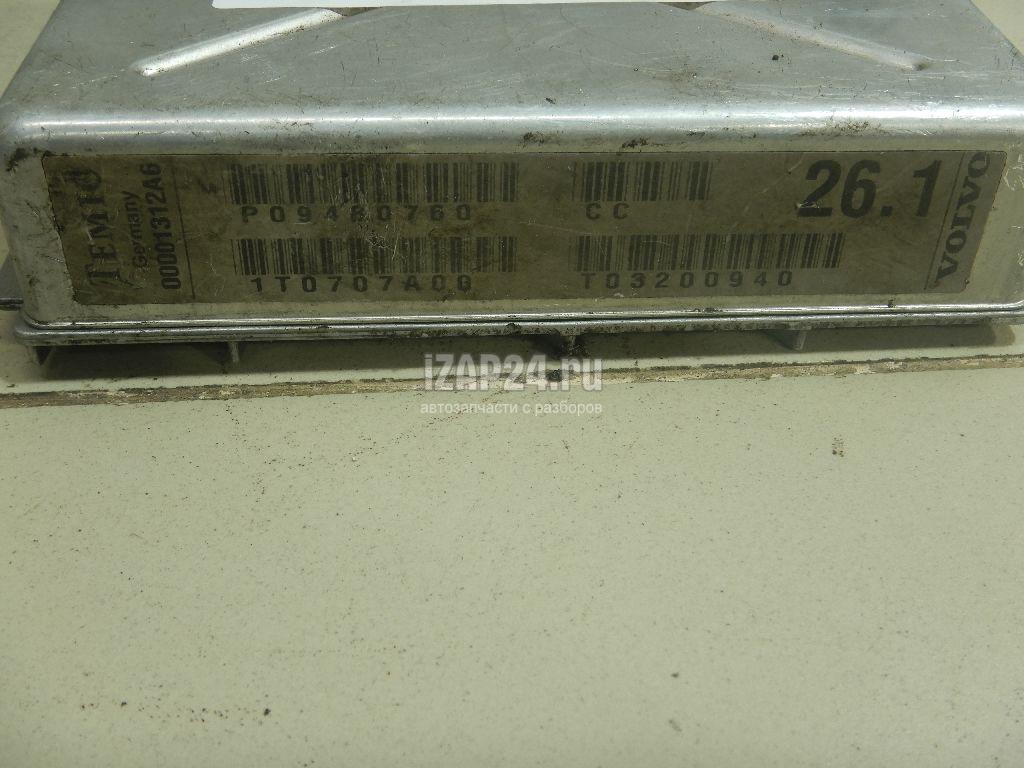 TEMIC
Germany
00001312A6
P09480760
CC
26.1
VOLVO
1T0707A00
T03200940
iZAP24.ru
автозапчасти с разборов